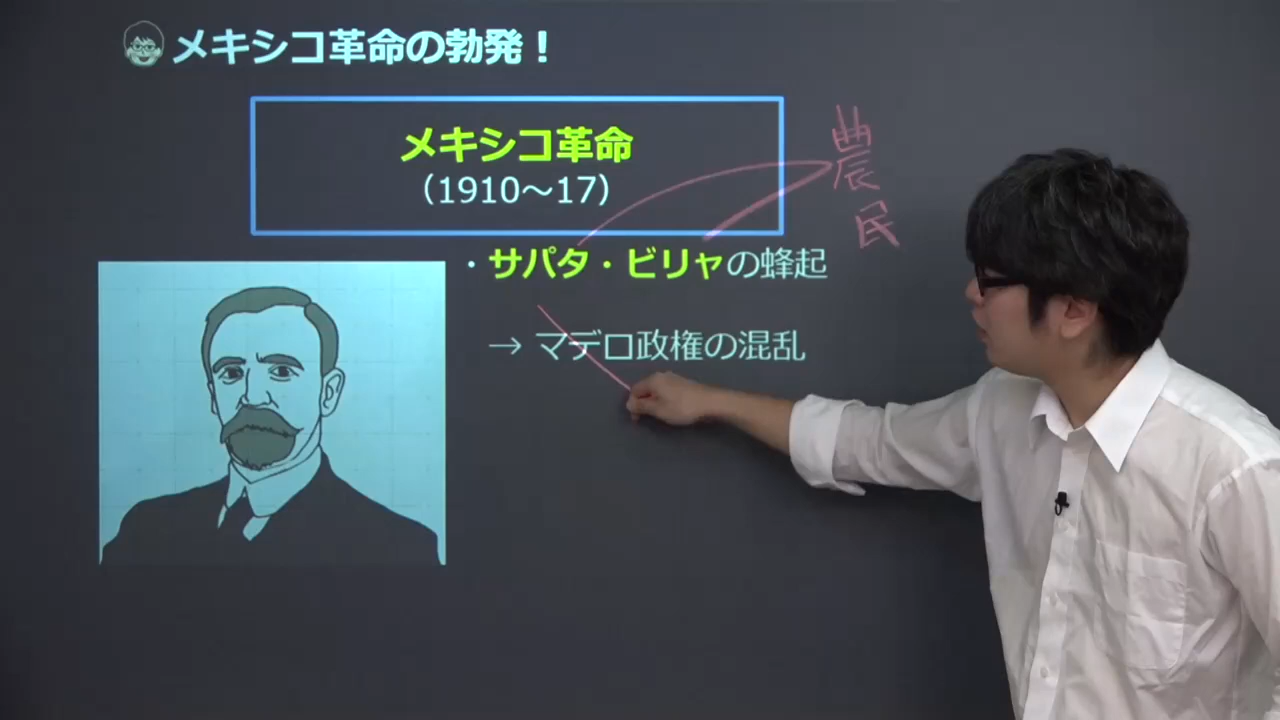 メキシコ革命の勃発！
メキシコ革命
（1910～17）
農民
・サパタ・ビリャの蜂起
→ マデロ政権の混乱